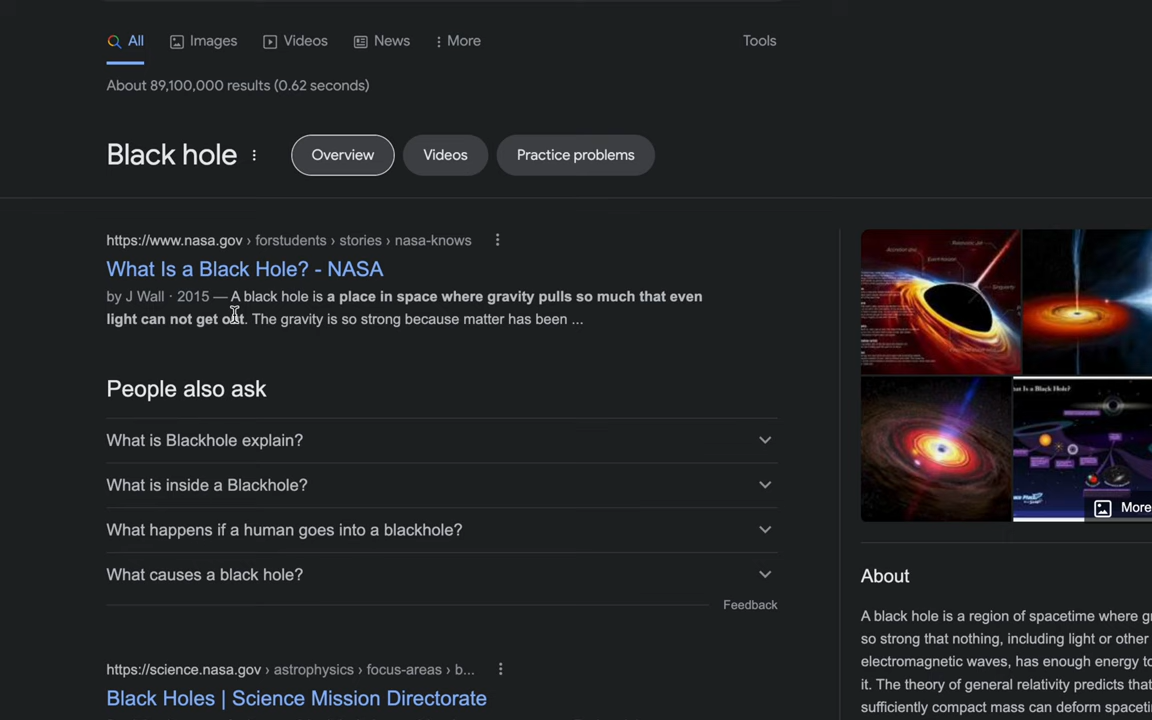 All Images Videos News More Tools
About 89,100,000 results (0.62 seconds)
Black hole Overview Videos Practice problems
https://www.nasa.gov › forstudents › stories › nasa-knows
What Is a Black Hole? - NASA
by J Wall · 2015 — A black hole is a place in space where gravity pulls so much that even
light can not get out. The gravity is so strong because matter has been ...
People also ask
What is Blackhole explain?
What is inside a Blackhole?
What happens if a human goes into a blackhole?
What causes a black hole?
Feedback
https://science.nasa.gov › astrophysics › focus-areas › b...
Black Holes | Science Mission Directorate
More
About
A black hole is a region of spacetime where
so strong that nothing, including light or other
electromagnetic waves, has enough energy
it. The theory of general relativity predicts
sufficiently compact mass can deform